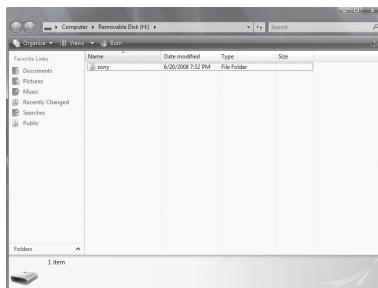 Computer ▸ Removable Disk (H:) ▸ Search
Organize Views Burn
Favorite Links
Documents
Pictures
Music
Recently Changed
Searches
Public
Folders
Name Date modified Type Size
sony 6/20/2008 7:32 PM File Folder
1 item